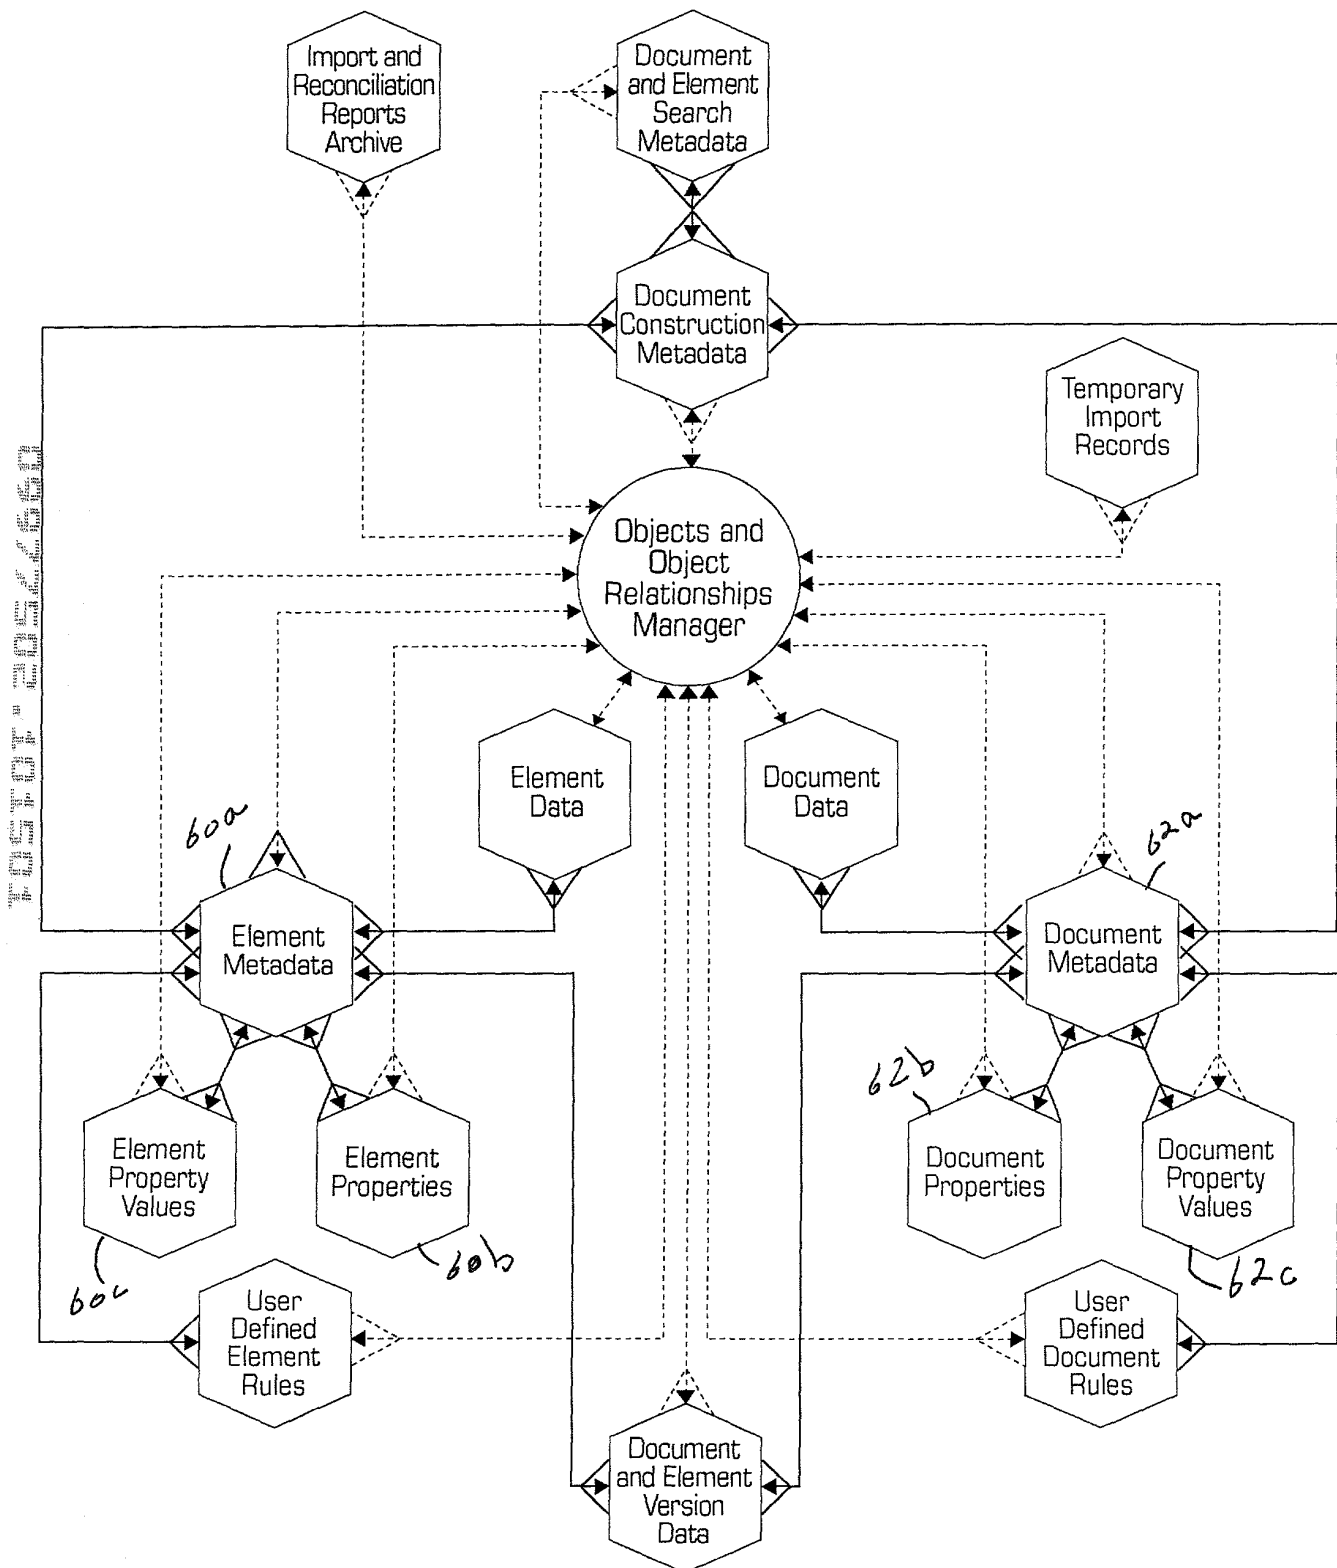 Import and
Reconciliation
Reports
Archive
Document
and Element
Search
Metadata
Document
Construction
Metadata
Temporary
Import
Records
Objects and
Object
Relationships
Manager
Element
Data
Document
Data
60a
62a
Element
Metadata
Document
Metadata
62b
Element
Property
Values
Element
Properties
Document
Properties
Document
Property
Values
60c
60b
62c
User
Defined
Element
Rules
User
Defined
Document
Rules
Document
and Element
Version
Data